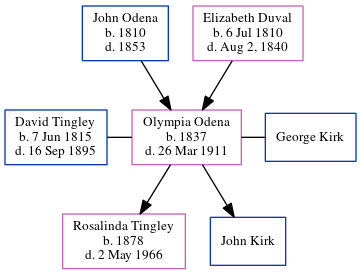 John Odena
b. 1810
d. 1853
Elizabeth Duval
b. 6 Jul 1810
d. Aug 2, 1840
David Tingley
b. 7 Jun 1815
d. 16 Sep 1895
Olympia Odena
b. 1837
d. 26 Mar 1911
George Kirk
Rosalinda Tingley
b. 1878
d. 2 May 1966
John Kirk